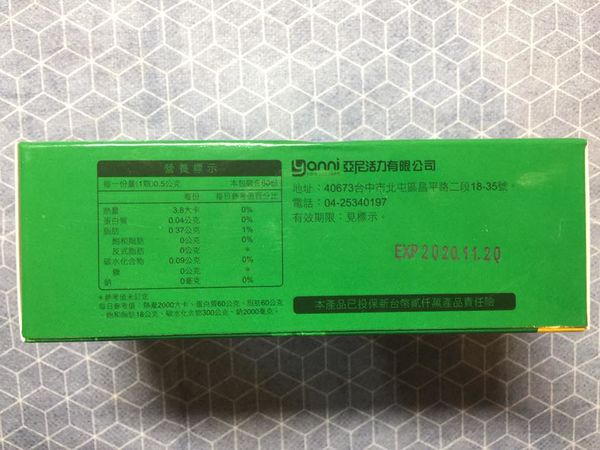 營養標示
每一份量(1顆)0.5公克 本包裝含60份
每份 每日參考值百分比
熱量 3.8大卡 0%
蛋白質 0.04公克 0%
脂肪 0.37公克 1%
飽和脂肪 0公克 0%
反式脂肪 0公克 *
碳水化合物 0.09公克 0%
糖 0公克 *
鈉 0毫克 0%
*參考值未訂定
每日參考值：熱量2000大卡、蛋白質60公克、脂肪60公克、
飽和脂肪18公克、碳水化合物300公克、鈉2000毫克。
yanni 亞尼活力有限公司
地址：40673台中市北屯區昌平路二段18-35號
電話：04-25340197
有效期限：見標示。
EXP2020.11.20
本產品已投保新台幣貳仟萬產品責任險